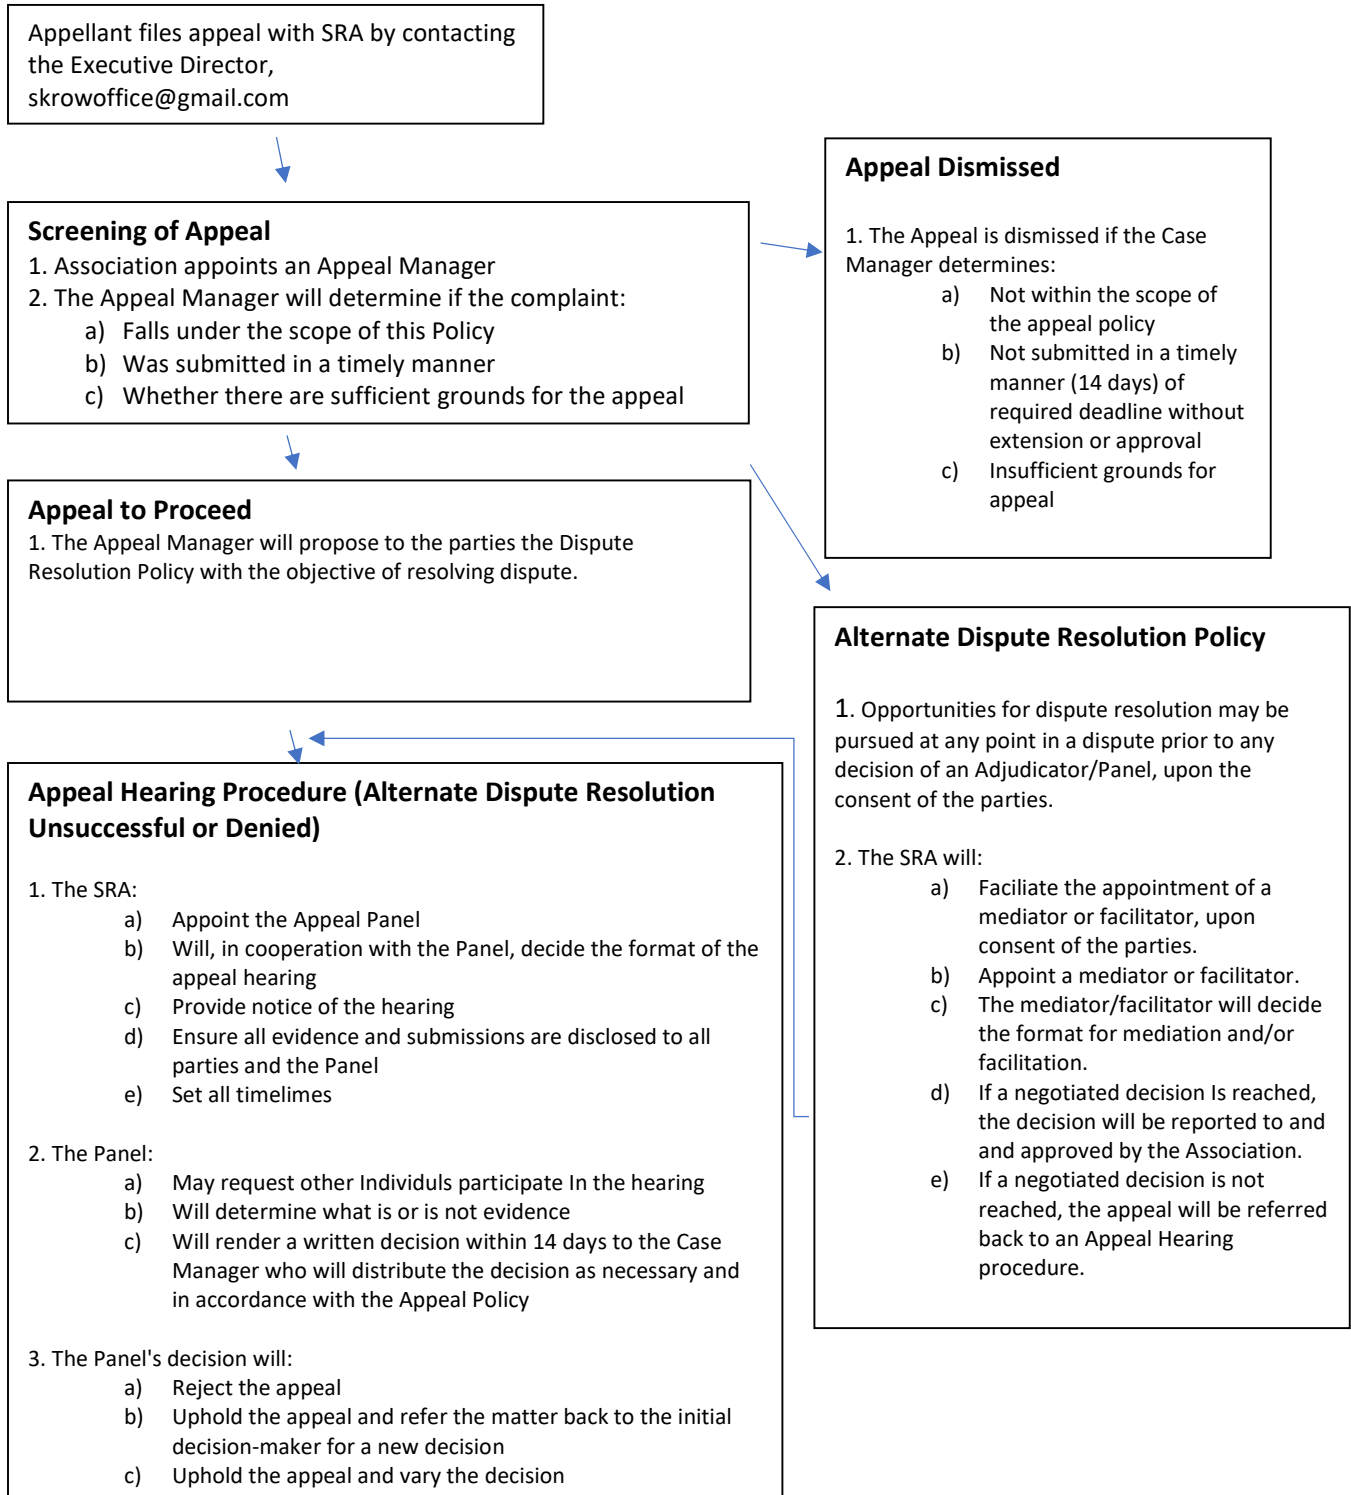 Appellant files appeal with SRA by contacting
the Executive Director,
skrowoffice@gmail.com
Screening of Appeal
1. Association appoints an Appeal Manager
2. The Appeal Manager will determine if the complaint:
a) Falls under the scope of this Policy
b) Was submitted in a timely manner
c) Whether there are sufficient grounds for the appeal
Appeal Dismissed
1. The Appeal is dismissed if the Case
Manager determines:
a) Not within the scope of
the appeal policy
b) Not submitted in a timely
manner (14 days) of
required deadline without
extension or approval
c) Insufficient grounds for
appeal
Appeal to Proceed
1. The Appeal Manager will propose to the parties the Dispute
Resolution Policy with the objective of resolving dispute.
Alternate Dispute Resolution Policy
1. Opportunities for dispute resolution may be
pursued at any point in a dispute prior to any
decision of an Adjudicator/Panel, upon the
consent of the parties.
2. The SRA will:
a) Faciliate the appointment of a
mediator or facilitator, upon
consent of the parties.
b) Appoint a mediator or facilitator.
c) The mediator/facilitator will decide
the format for mediation and/or
facilitation.
d) If a negotiated decision Is reached,
the decision will be reported to and
and approved by the Association.
e) If a negotiated decision is not
reached, the appeal will be referred
back to an Appeal Hearing
procedure.
Appeal Hearing Procedure (Alternate Dispute Resolution
Unsuccessful or Denied)
1. The SRA:
a) Appoint the Appeal Panel
b) Will, in cooperation with the Panel, decide the format of the
appeal hearing
c) Provide notice of the hearing
d) Ensure all evidence and submissions are disclosed to all
parties and the Panel
e) Set all timelimes
2. The Panel:
a) May request other Individuls participate In the hearing
b) Will determine what is or is not evidence
c) Will render a written decision within 14 days to the Case
Manager who will distribute the decision as necessary and
in accordance with the Appeal Policy
3. The Panel's decision will:
a) Reject the appeal
b) Uphold the appeal and refer the matter back to the initial
decision-maker for a new decision
c) Uphold the appeal and vary the decision